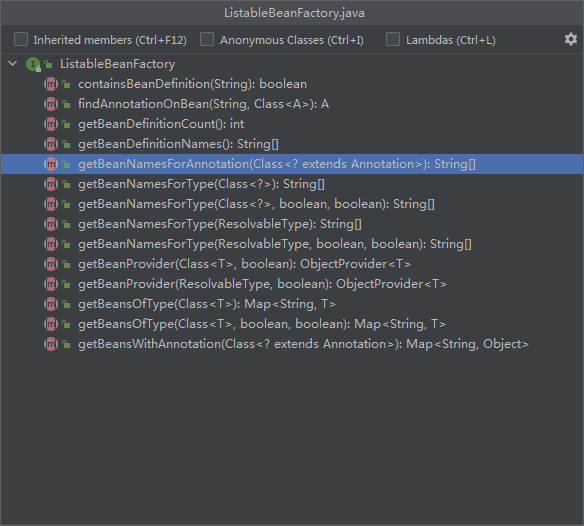 ListableBeanFactory.java
Inherited members (Ctrl+F12) Anonymous Classes (Ctrl+I) Lambdas (Ctrl+L)
I ListableBeanFactory
m containsBeanDefinition(String): boolean
m findAnnotationOnBean(String, Class<A>): A
m getBeanDefinitionCount(): int
m getBeanDefinitionNames(): String[]
m getBeanNamesForAnnotation(Class<? extends Annotation>): String[]
m getBeanNamesForType(Class<?>): String[]
m getBeanNamesForType(Class<?>, boolean, boolean): String[]
m getBeanNamesForType(ResolvableType): String[]
m getBeanNamesForType(ResolvableType, boolean, boolean): String[]
m getBeanProvider(Class<T>, boolean): ObjectProvider<T>
m getBeanProvider(ResolvableType, boolean): ObjectProvider<T>
m getBeansOfType(Class<T>): Map<String, T>
m getBeansOfType(Class<T>, boolean, boolean): Map<String, T>
m getBeansWithAnnotation(Class<? extends Annotation>): Map<String, Object>